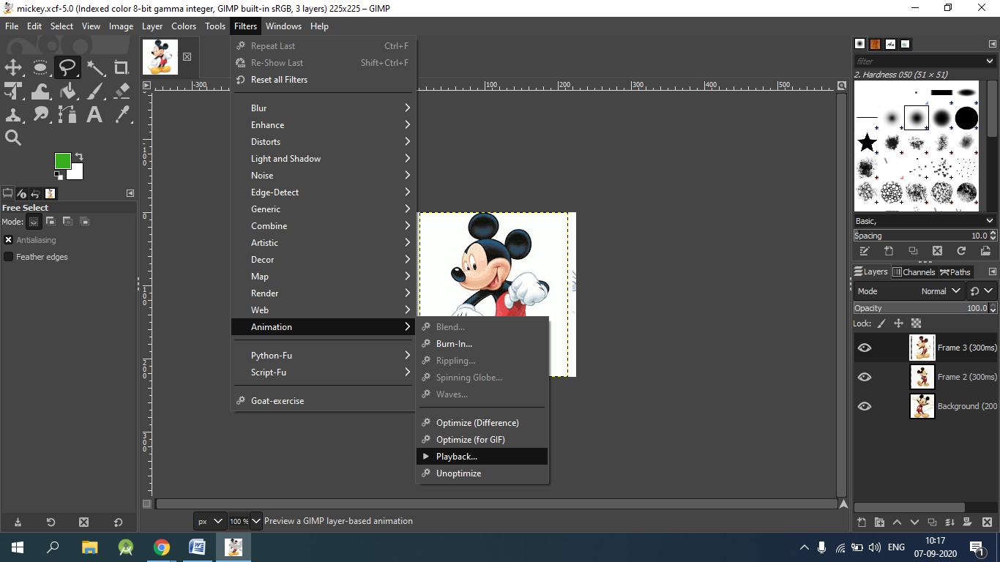 mickey.xcf-5.0 (Indexed color 8-bit gamma integer, GIMP built-in sRGB, 3 layers) 225x225 – GIMP
File Edit Select View Image Layer Colors Tools Filters Windows Help
Repeat Last Ctrl+F
Re-Show Last Shift+Ctrl+F
Reset all Filters
Blur
Enhance
Distorts
Light and Shadow
Noise
Edge-Detect
Generic
Combine
Artistic
Decor
Map
Render
Web
Animation
Python-Fu
Script-Fu
Goat-exercise
Blend...
Burn-In...
Rippling...
Spinning Globe...
Waves...
Optimize (Difference)
Optimize (for GIF)
Playback...
Unoptimize
-300 100 200 300 400 500
-100
0
100
200
300
Free Select
Mode:
Antialiasing
Feather edges
filter
2. Hardness 050 (51 × 51)
Basic,
Spacing 10.0
Layers Channels Paths
Mode Normal
Opacity 100.0
Lock:
Frame 3 (300ms)
Frame 2 (300ms)
Background (200
px 100 % Preview a GIMP layer-based animation
ENG
10:17
07-09-2020
1